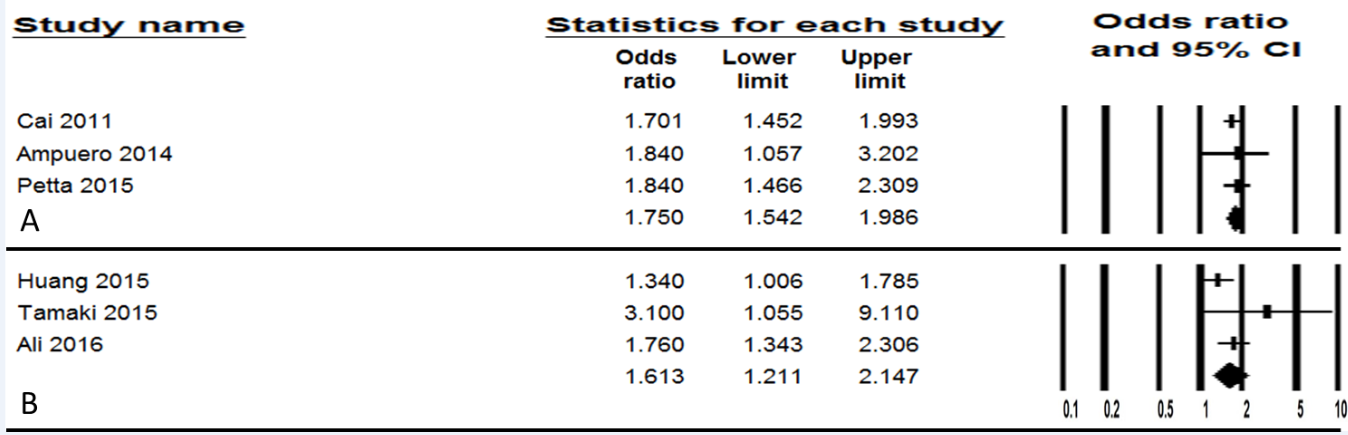 Study name Statistics for each study Odds ratio
and 95% CI
Odds Lower Upper
ratio limit limit
Cai 2011 1.701 1.452 1.993
Ampuero 2014 1.840 1.057 3.202
Petta 2015 1.840 1.466 2.309
A 1.750 1.542 1.986
Huang 2015 1.340 1.006 1.785
Tamaki 2015 3.100 1.055 9.110
Ali 2016 1.760 1.343 2.306
1.613 1.211 2.147
B 0.1 0.2 0.5 1 2 5 10